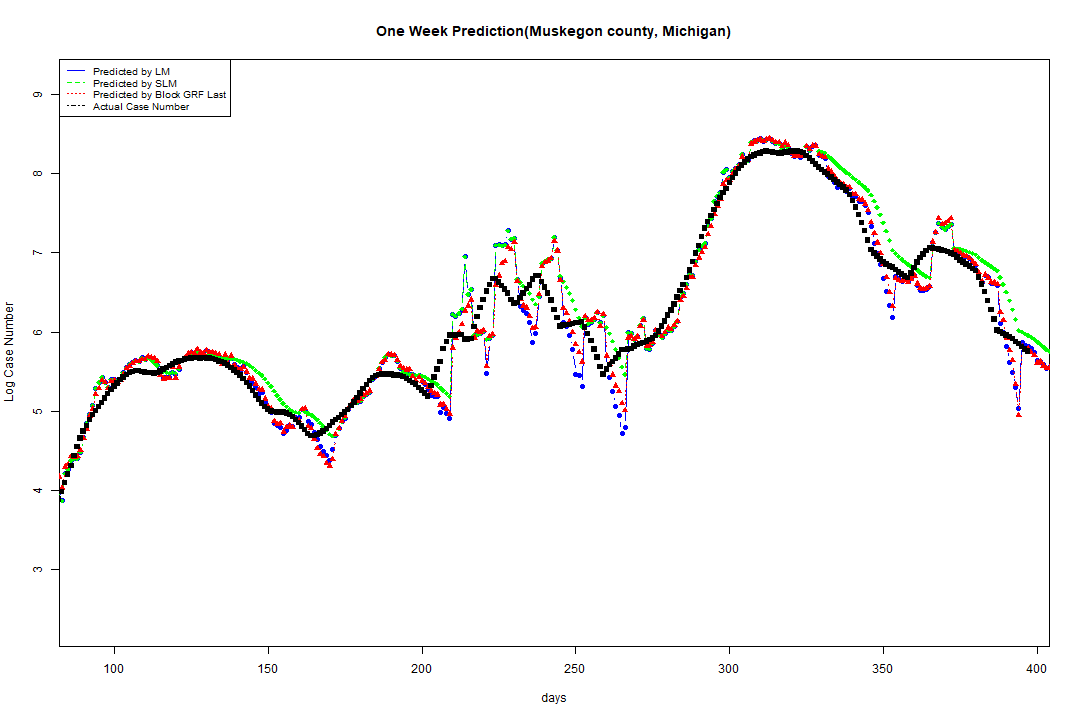 One Week Prediction(Muskegon county, Michigan)
Predicted by LM
Predicted by SLM
Predicted by Block GRF Last
Actual Case Number
9
8
7
6
5
4
3
Log Case Number
100 150 200 250 300 350 400
days